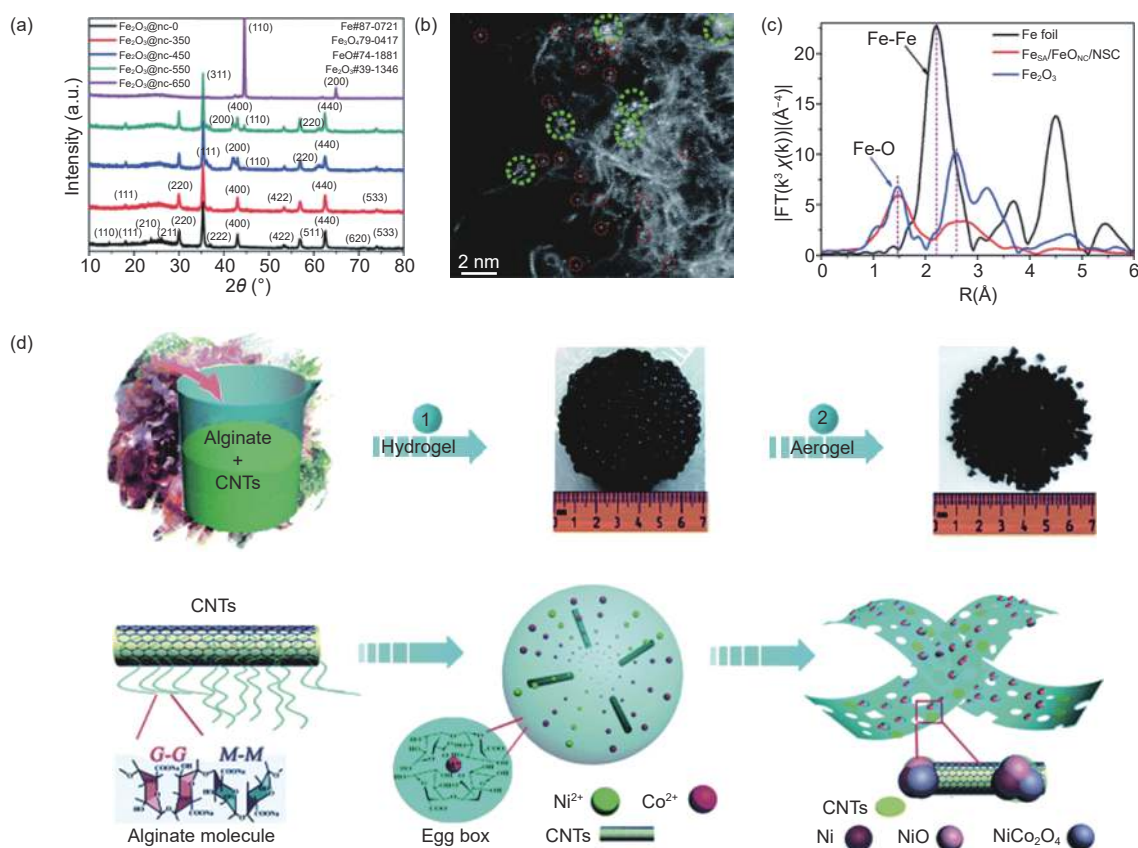 (a)
Fe₂O₃@nc-0
Fe₂O₃@nc-350
Fe₂O₃@nc-450
Fe₂O₃@nc-550
Fe₂O₃@nc-650
(110)
Fe#87-0721
Fe₃O₄79-0417
FeO#74-1881
Fe₂O₃#39-1346
(311)
(200)
(400)
(440)
(200)
(110)
(220)
(111)
(200)
(110)
(440)
(220)
(111)
(220)
(400)
(422)
(440)
(533)
(110)
(111)
(210)
(211)
(220)
(222)
(400)
(422)
(511)
(440)
(620)
(533)
Intensity (a.u.)
10 20 30 40 50 60 70 80
2θ (°)
(b)
2 nm
(c)
Fe-Fe
Fe-O
Fe foil
Fe_SA/FeO_NC/NSC
Fe₂O₃
|FT(k³ χ(k))|(Å⁻⁴)
20
15
10
5
0
0 1 2 3 4 5 6
R(Å)
(d)
Alginate
+
CNTs
1
Hydrogel
2
Aerogel
0 1 2 3 4 5 6 7
0 1 2 3 4 5 6 7
CNTs
G-G M-M
COONa
Alginate molecule
Egg box
Ni²⁺
Co²⁺
CNTs
CNTs
Ni
NiO
NiCo₂O₄